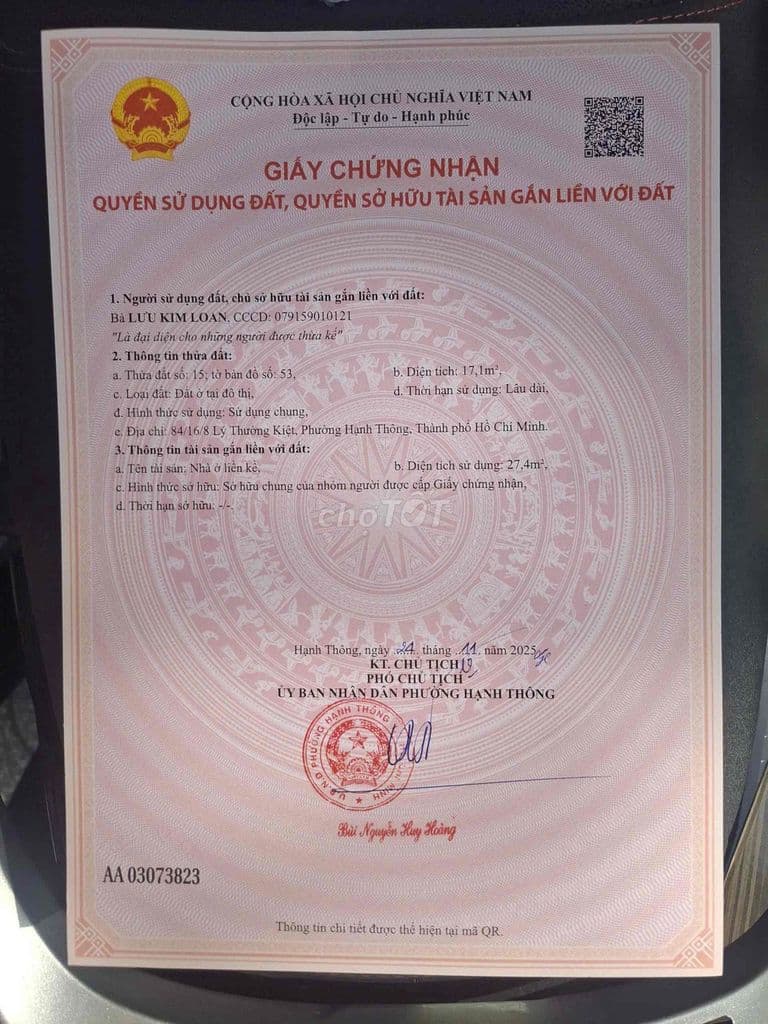 CỘNG HÒA XÃ HỘI CHỦ NGHĨA VIỆT NAM
Độc lập - Tự do - Hạnh phúc
GIẤY CHỨNG NHẬN
QUYỀN SỬ DỤNG ĐẤT, QUYỀN SỞ HỮU TÀI SẢN GẮN LIỀN VỚI ĐẤT
1. Người sử dụng đất, chủ sở hữu tài sản gắn liền với đất:
Bà LƯU KIM LOAN, CCCD: 079159010121
"Là đại diện cho những người được thừa kế"
2. Thông tin thửa đất:
a. Thửa đất số: 15; tờ bản đồ số: 53, b. Diện tích: 17,1m²,
c. Loại đất: Đất ở tại đô thị, d. Thời hạn sử dụng: Lâu dài,
đ. Hình thức sử dụng: Sử dụng chung,
e. Địa chỉ: 84/16/8 Lý Thường Kiệt, Phường Hạnh Thông, Thành phố Hồ Chí Minh.
3. Thông tin tài sản gắn liền với đất:
a. Tên tài sản: Nhà ở liền kề, b. Diện tích sử dụng: 27,4m²,
c. Hình thức sở hữu: Sở hữu chung của nhóm người được cấp Giấy chứng nhận,
d. Thời hạn sở hữu: -/-.
choTỐT
Hạnh Thông, ngày .... tháng ..11.. năm 2025
KT. CHỦ TỊCH
PHÓ CHỦ TỊCH
ỦY BAN NHÂN DÂN PHƯỜNG HẠNH THÔNG
U.B.N.D PHƯỜNG HẠNH THÔNG
Bùi Nguyễn Huy Hoàng
AA 03073823
Thông tin chi tiết được thể hiện tại mã QR.